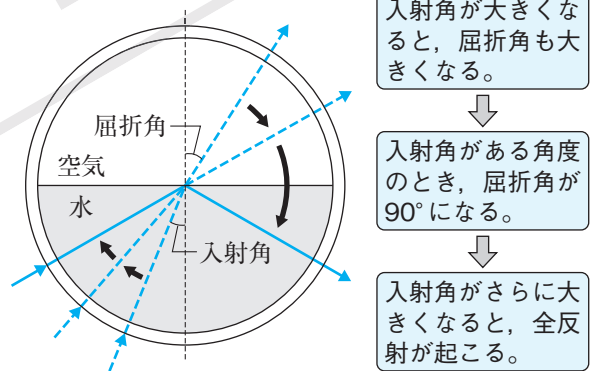 入射角が大きくな
ると，屈折角も大
きくなる。
屈折角
空気
水
入射角
入射角がある角度
のとき，屈折角が
90°になる。
入射角がさらに大
きくなると，全反
射が起こる。